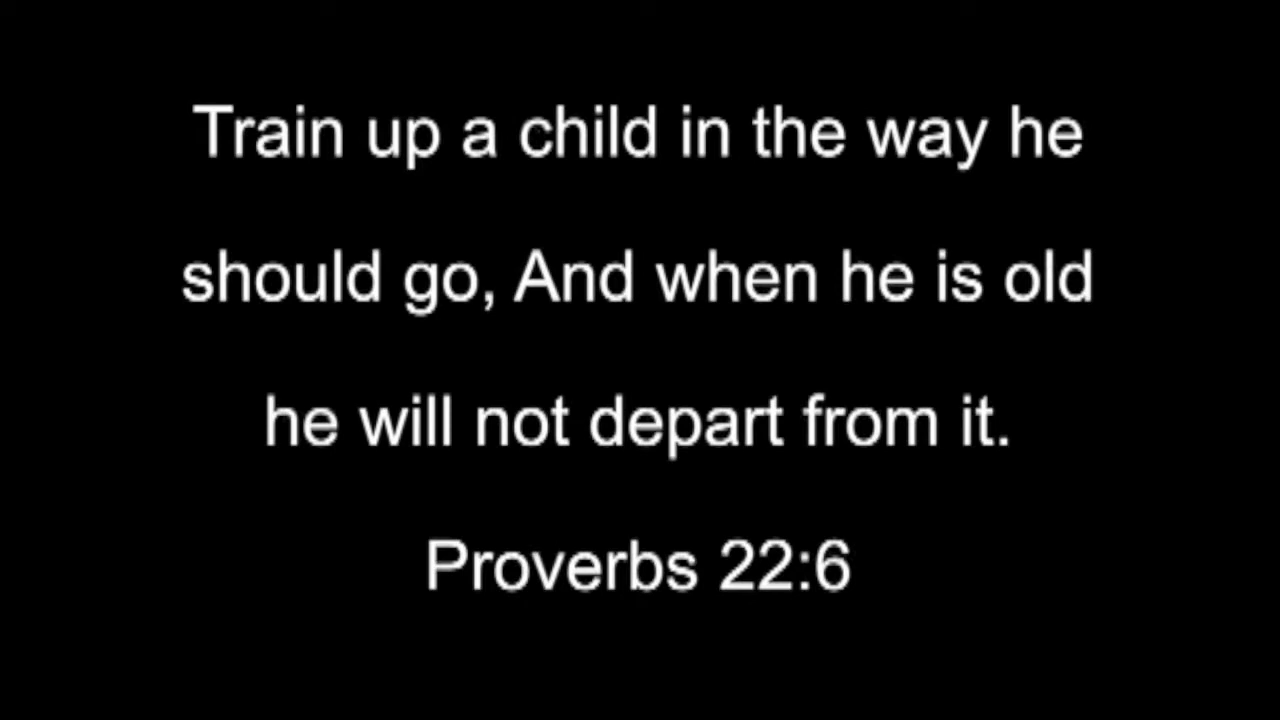 Train up a child in the way he
should go, And when he is old
he will not depart from it.
Proverbs 22:6